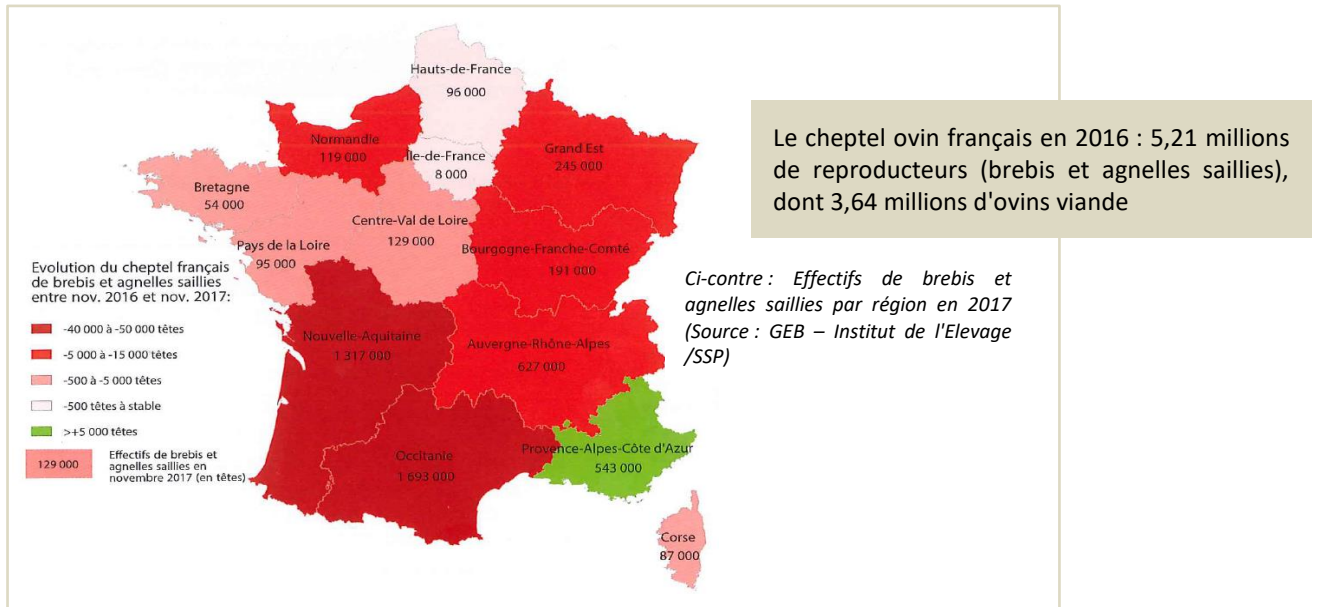 Hauts-de-France
96 000
Normandie
119 000
Île-de-France
8 000
Grand Est
245 000
Bretagne
54 000
Centre-Val de Loire
129 000
Pays de la Loire
95 000
Bourgogne-Franche-Comté
191 000
Nouvelle-Aquitaine
1 317 000
Auvergne-Rhône-Alpes
627 000
Occitanie
1 693 000
Provence-Alpes-Côte d'Azur
543 000
Corse
87 000
Evolution du cheptel français
de brebis et agnelles saillies
entre nov. 2016 et nov. 2017:
-40 000 à -50 000 têtes
-5 000 à -15 000 têtes
-500 à -5 000 têtes
-500 têtes à stable
>+5 000 têtes
129 000
Effectifs de brebis et
agnelles saillies en
novembre 2017 (en têtes)
Le cheptel ovin français en 2016 : 5,21 millions
de reproducteurs (brebis et agnelles saillies),
dont 3,64 millions d'ovins viande
Ci-contre : Effectifs de brebis et
agnelles saillies par région en 2017
(Source : GEB – Institut de l'Elevage
/SSP)